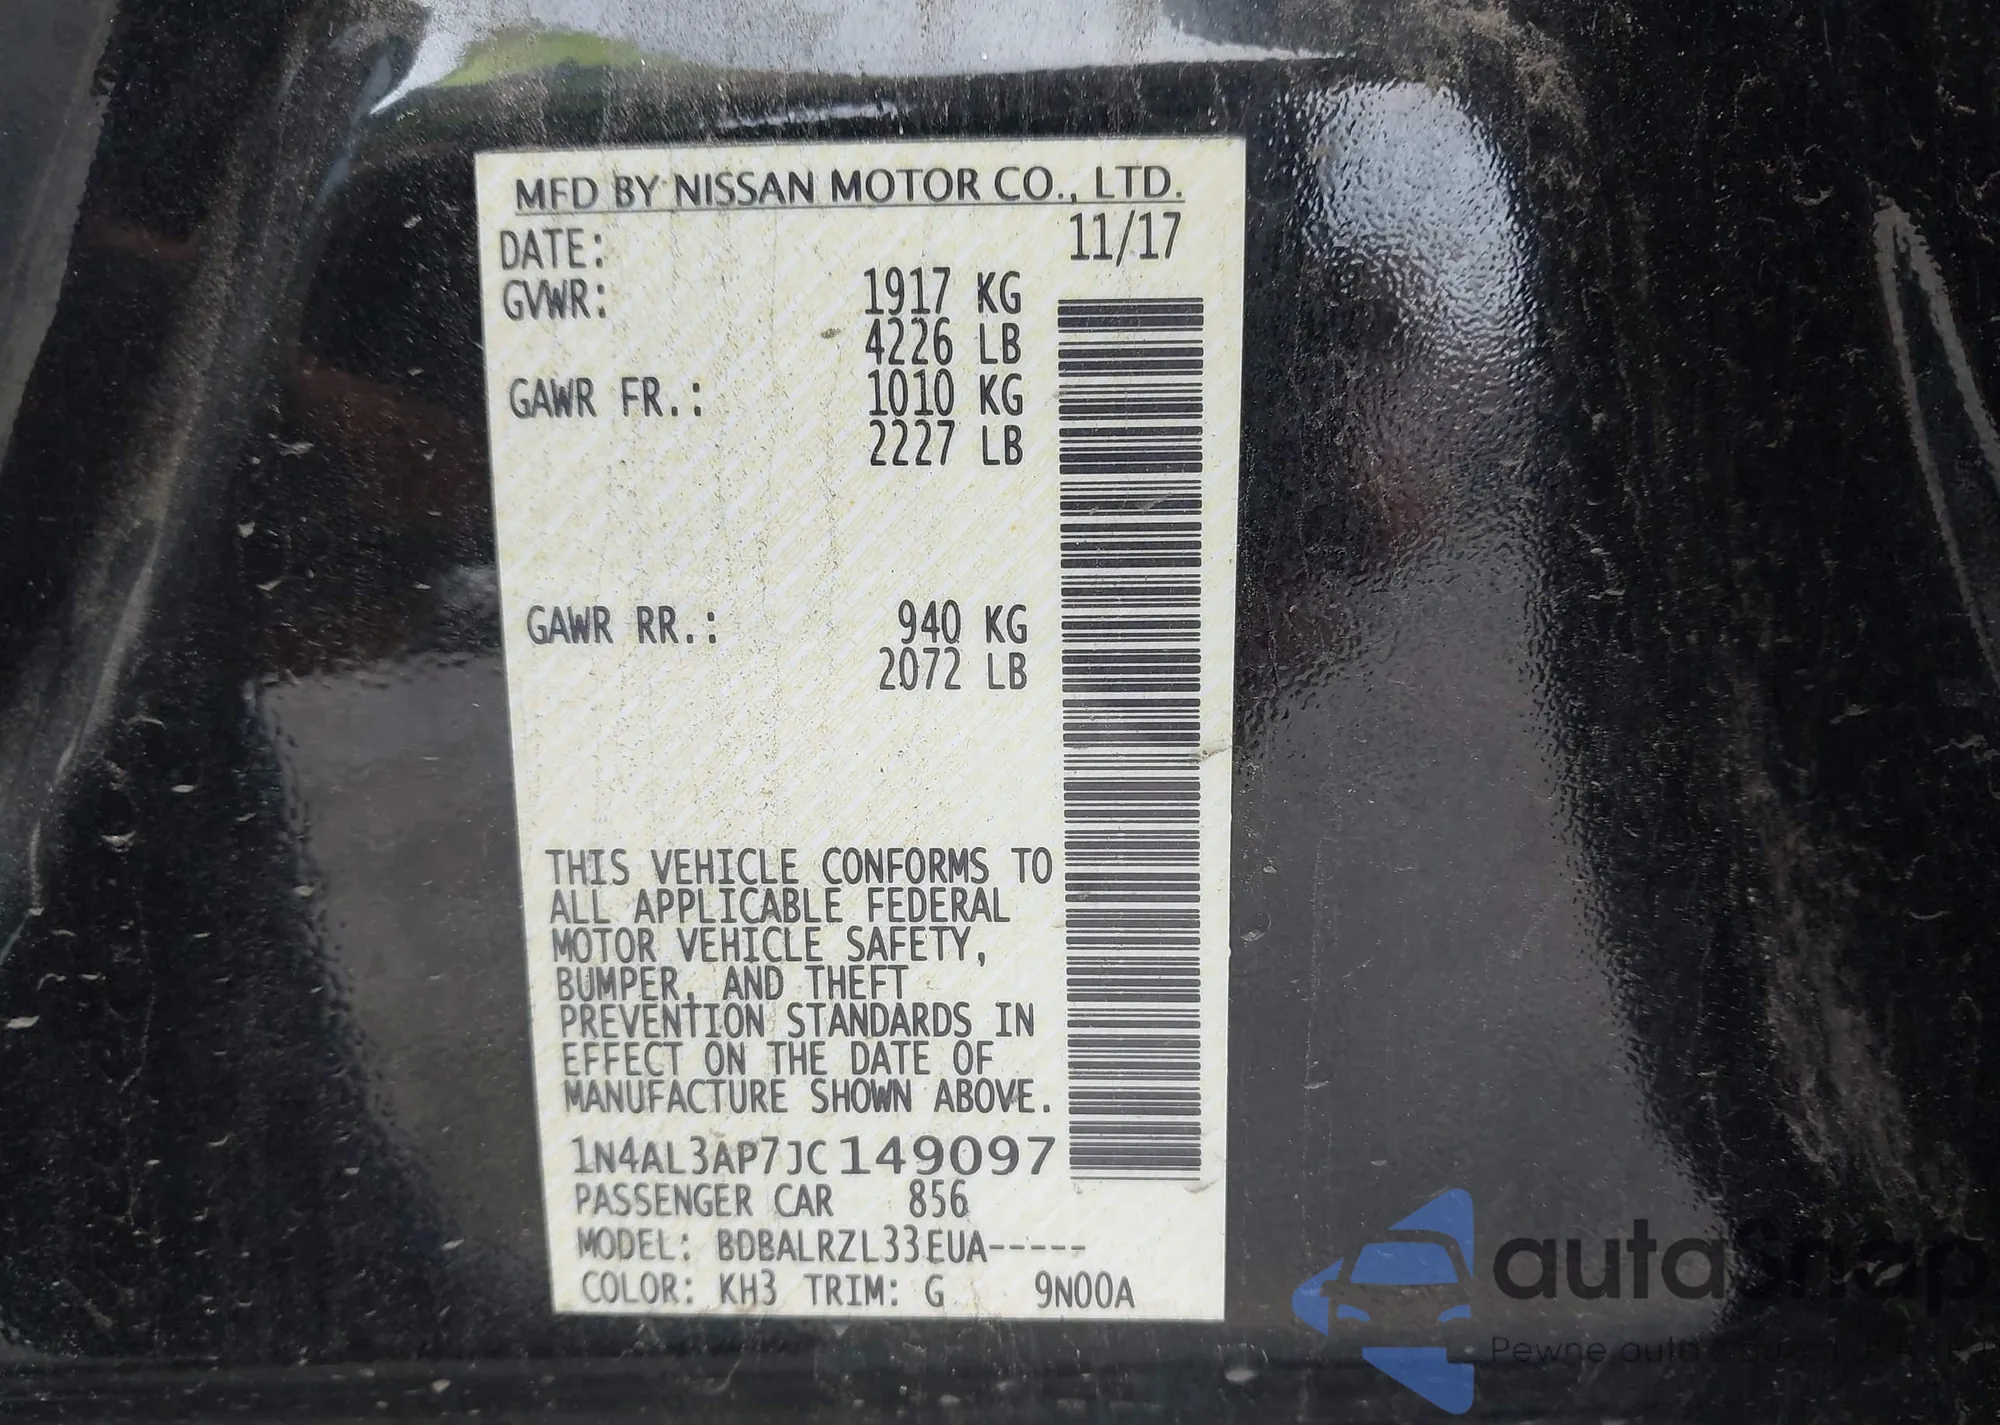 MFD BY NISSAN MOTOR CO., LTD.
DATE: 11/17
GVWR: 1917 KG
4226 LB
GAWR FR.: 1010 KG
2227 LB
GAWR RR.: 940 KG
2072 LB
THIS VEHICLE CONFORMS TO
ALL APPLICABLE FEDERAL
MOTOR VEHICLE SAFETY,
BUMPER, AND THEFT
PREVENTION STANDARDS IN
EFFECT ON THE DATE OF
MANUFACTURE SHOWN ABOVE.
1N4AL3AP7JC149097
PASSENGER CAR 856
MODEL: BDBALRZL33EUA-----
COLOR: KH3 TRIM: G 9N00A
autasnap
Pewne auta